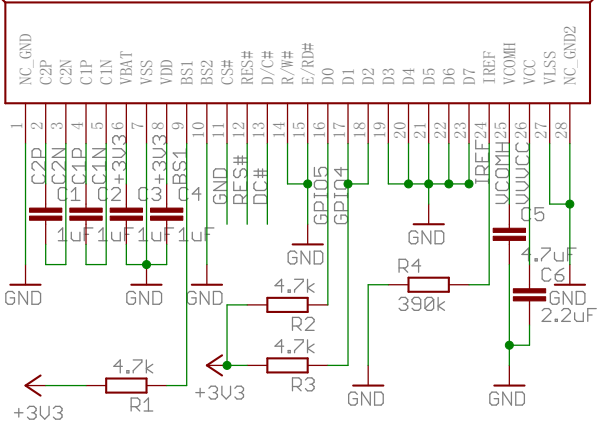 NC_GND
C2P
C2N
C1P
C1N
VBAT
VSS
VDD
BS1
BS2
CS#
RES#
D/C#
R/W#
E/RD#
D0
D1
D2
D3
D4
D5
D6
D7
IREF
VCOMH
VCC
VLSS
NC_GND2
1
2
3
4
5
6
7
8
9
10
11
12
13
14
15
16
17
18
19
20
21
22
23
24
25
26
27
28
C2P
C2N
C1P
C1N
+3V3
+3V3
BS1
GND
RES#
DC#
GPIO5
GPIO4
IREF
VCOMH
VVVCC
C1
C2
C3
C4
1uF
1uF
1uF
1uF
C5
4.7uF
C6
2.2uF
GND
GND
GND
GND
GND
GND
R4
390k
4.7k
R2
4.7k
R3
+3V3
4.7k
R1
+3V3
GND
GND